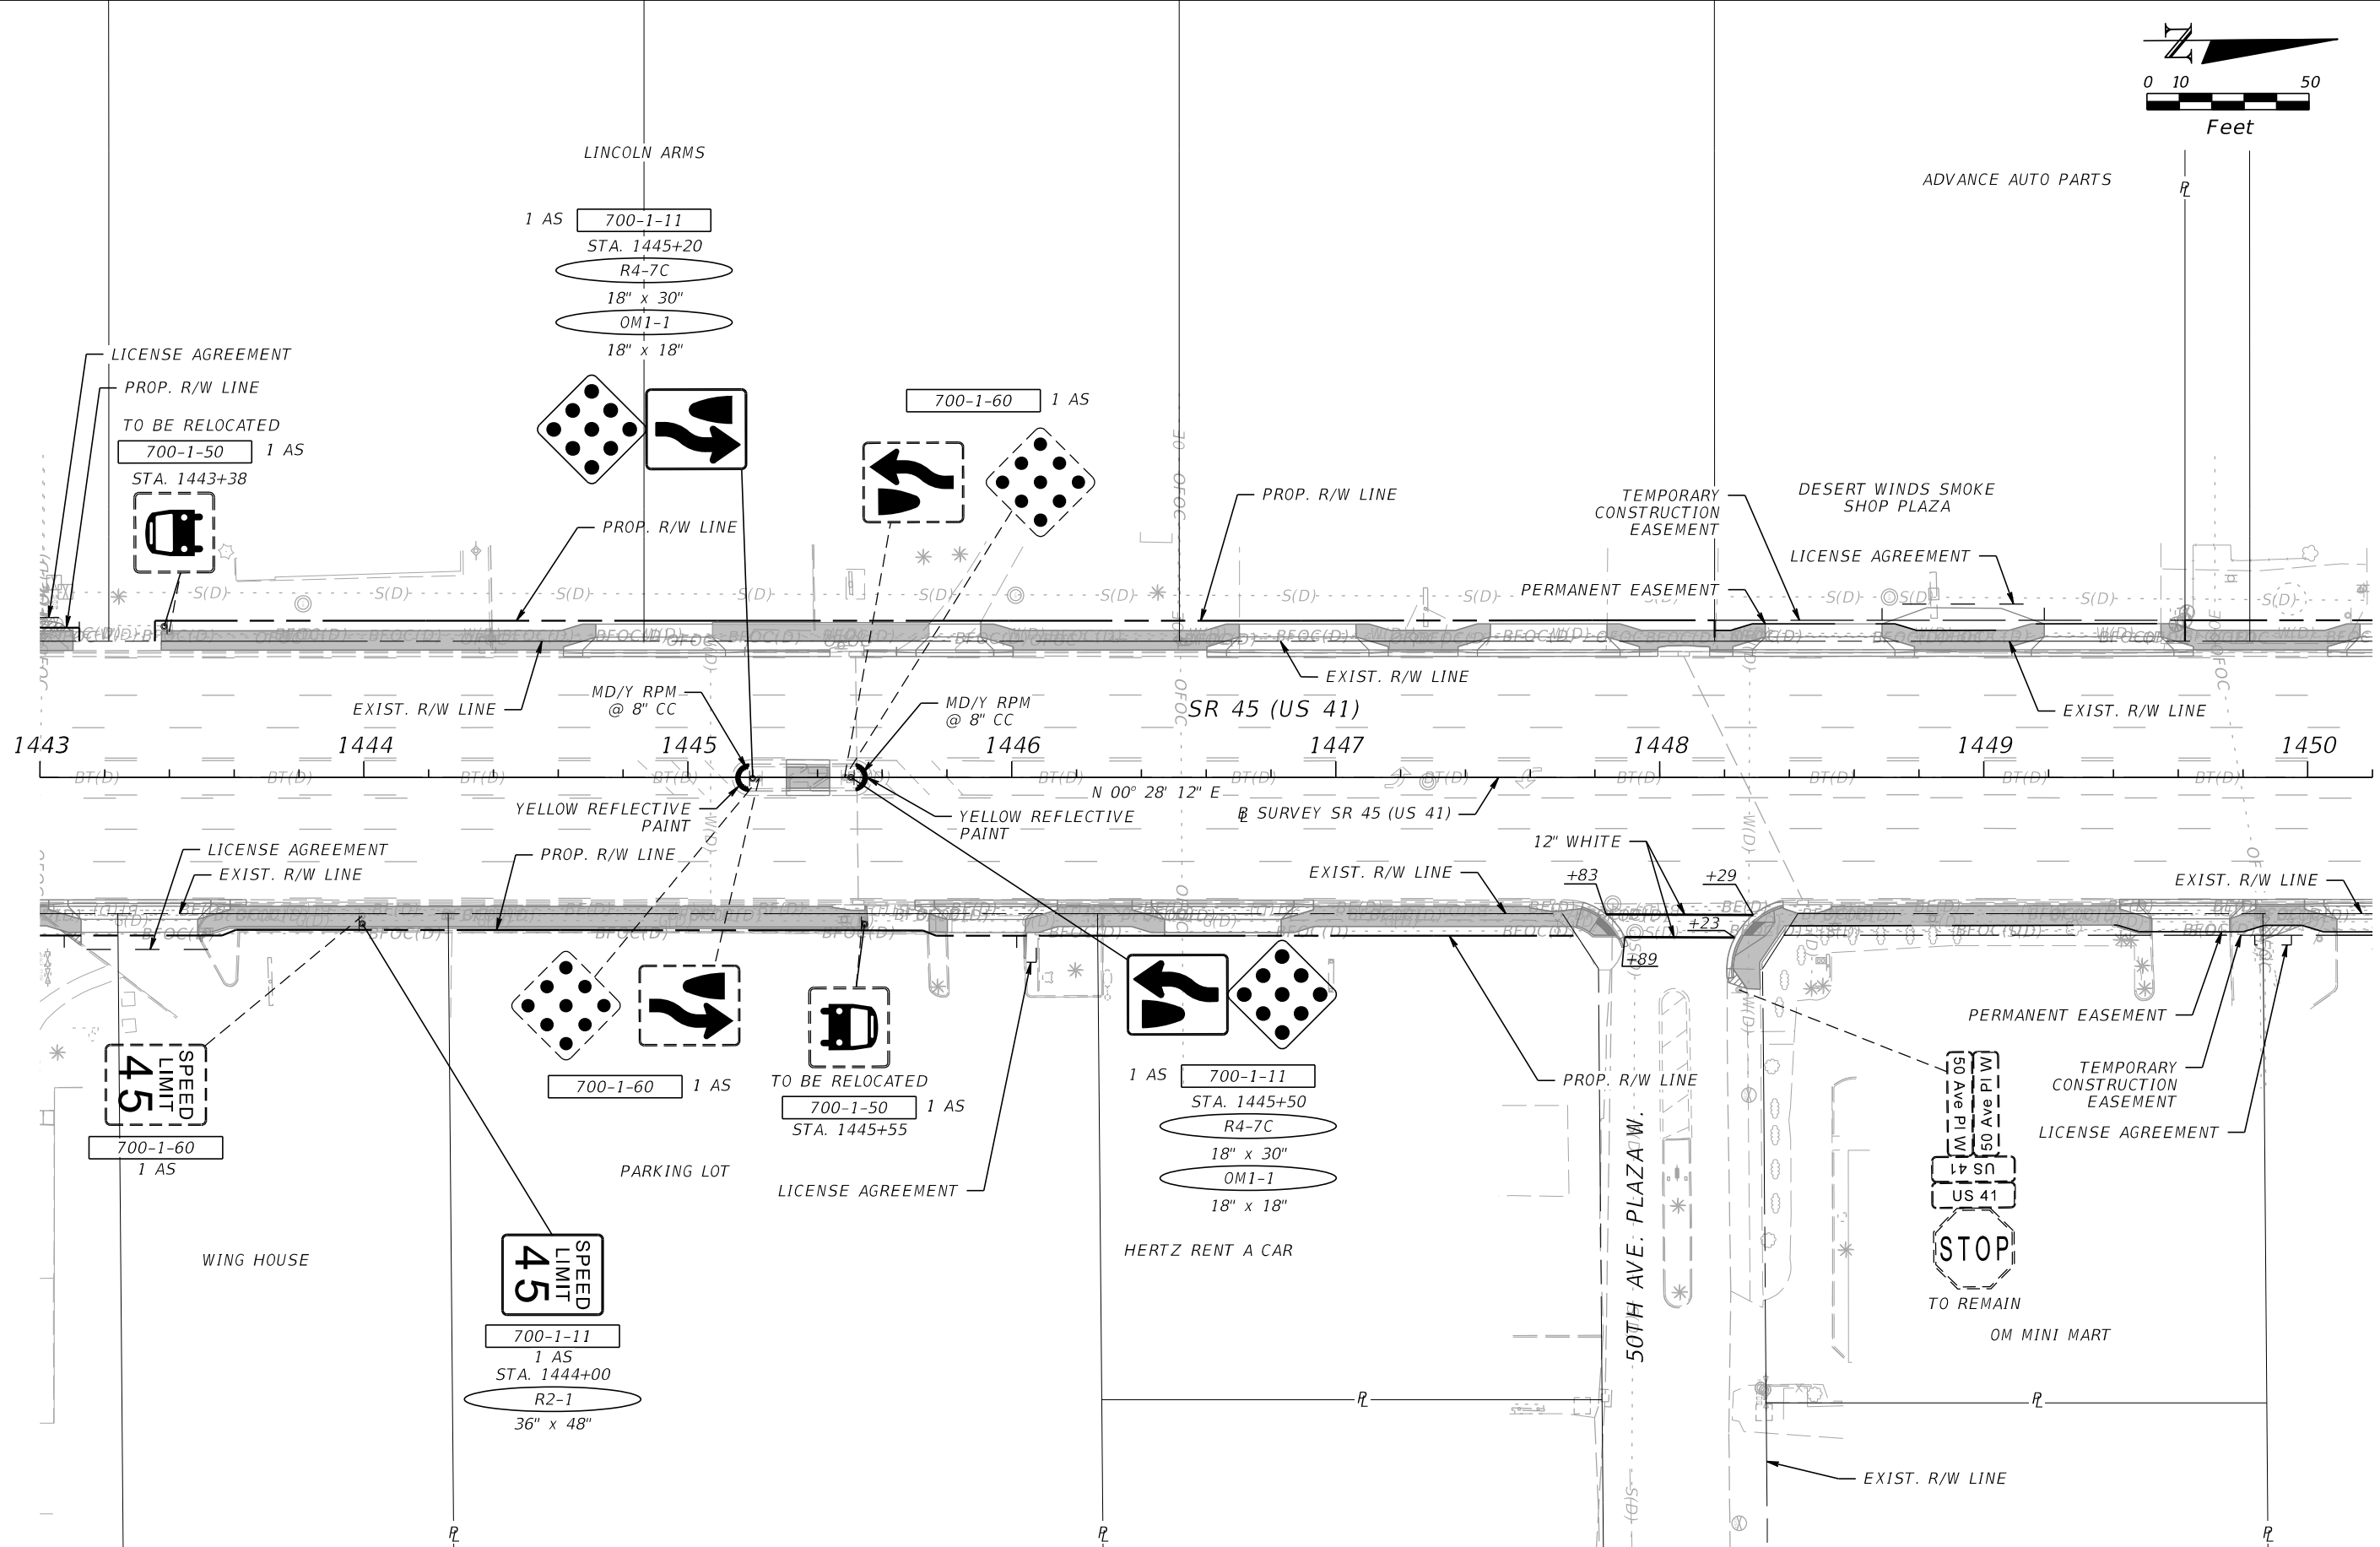 0 10 50
Feet
LINCOLN ARMS
ADVANCE AUTO PARTS
1 AS 700-1-11
STA. 1445+20
R4-7C
18" x 30"
OM1-1
18" x 18"
LICENSE AGREEMENT
PROP. R/W LINE
TO BE RELOCATED
700-1-50 1 AS
STA. 1443+38
700-1-60 1 AS
PROP. R/W LINE
PROP. R/W LINE
TEMPORARY
CONSTRUCTION
EASEMENT
DESERT WINDS SMOKE
SHOP PLAZA
LICENSE AGREEMENT
PERMANENT EASEMENT
EXIST. R/W LINE
MD/Y RPM
@ 8" CC
MD/Y RPM
@ 8" CC
EXIST. R/W LINE
SR 45 (US 41)
EXIST. R/W LINE
1443 1444 1445 1446 1447 1448 1449 1450
BT(D) BT(D) BT(D) BT(D) BT(D) BT(D) BT(D) BT(D) BT(D) BT(D)
N 00° 28' 12" E
YELLOW REFLECTIVE
PAINT
YELLOW REFLECTIVE
PAINT
SURVEY SR 45 (US 41)
12" WHITE
LICENSE AGREEMENT
EXIST. R/W LINE
PROP. R/W LINE
EXIST. R/W LINE
+83
+29
+23
+89
EXIST. R/W LINE
SPEED
LIMIT
45
700-1-60
1 AS
700-1-60 1 AS
TO BE RELOCATED
700-1-50 1 AS
STA. 1445+55
1 AS 700-1-11
STA. 1445+50
R4-7C
18" x 30"
OM1-1
18" x 18"
PROP. R/W LINE
PERMANENT EASEMENT
TEMPORARY
CONSTRUCTION
EASEMENT
LICENSE AGREEMENT
50 Ave Pl W
50 Ave Pl W
US 41
US 41
STOP
TO REMAIN
PARKING LOT
LICENSE AGREEMENT
WING HOUSE
HERTZ RENT A CAR
50TH AVE. PLAZA W.
OM MINI MART
SPEED
LIMIT
45
700-1-11
1 AS
STA. 1444+00
R2-1
36" x 48"
EXIST. R/W LINE